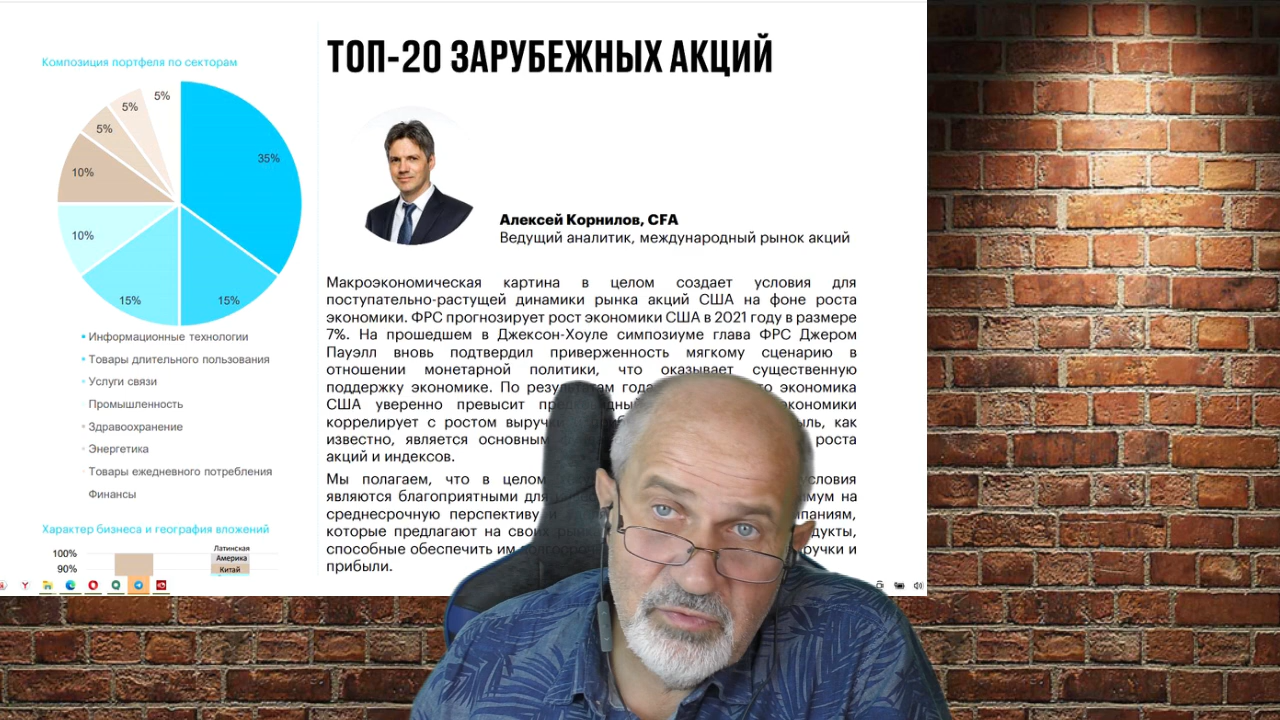 Композиция портфеля по секторам
5%
5%
5%
35%
10%
10%
15%
15%
Информационные технологии
Товары длительного пользования
Услуги связи
Промышленность
Здравоохранение
Энергетика
Товары ежедневного потребления
Финансы
Характер бизнеса и география вложений
100%
90%
Латинская
Америка
Китай
ТОП-20 ЗАРУБЕЖНЫХ АКЦИЙ
Алексей Корнилов, CFA
Ведущий аналитик, международный рынок акций
Макроэкономическая картина в целом создает условия для
поступательно-растущей динамики рынка акций США на фоне роста
экономики. ФРС прогнозирует рост экономики США в 2021 году в размере
7%. На прошедшем в Джексон-Хоуле симпозиуме глава ФРС Джером
Пауэлл вновь подтвердил приверженность мягкому сценарию в
отношении монетарной политики, что оказывает существенную
поддержку экономике. По результатам года экономика
США уверенно превысит экономики
коррелирует с ростом выручки как
известно, является основным роста
акций и индексов.
Мы полагаем, что в целом условия
являются благоприятными для на
среднесрочную перспективу и
которые предлагают на своих
способные обеспечить им и
прибыли.